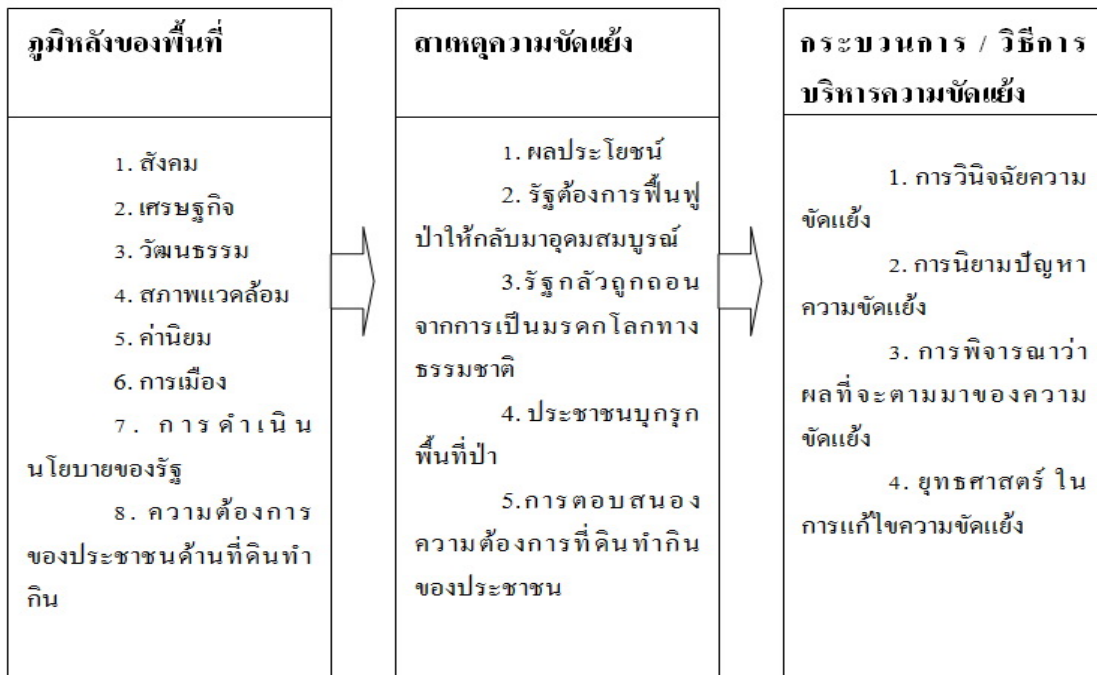 ภูมิหลังของพื้นที่
1. สังคม
2. เศรษฐกิจ
3. วัฒนธรรม
4. สภาพแวดล้อม
5. ค่านิยม
6. การเมือง
7. การดำเนิน
นโยบายของรัฐ
8. ความต้องการ
ของประชาชนด้านที่ดินทำ
กิน
สาเหตุความขัดแย้ง
1. ผลประโยชน์
2. รัฐต้องการฟื้นฟู
ป่าให้กลับมาอุดมสมบูรณ์
3.รัฐกลัวถูกถอน
จากการเป็นมรดกโลกทาง
ธรรมชาติ
4. ประชาชนบุกรุก
พื้นที่ป่า
5.การตอบสนอง
ความต้องการที่ดินทำกิน
ของประชาชน
กระบวนการ / วิธีการ
บริหารความขัดแย้ง
1. การวินิจฉัยความ
ขัดแย้ง
2. การนิยามปัญหา
ความขัดแย้ง
3. การพิจารณาว่า
ผลที่จะตามมาของความ
ขัดแย้ง
4. ยุทธศาสตร์ ใน
การแก้ไขความขัดแย้ง